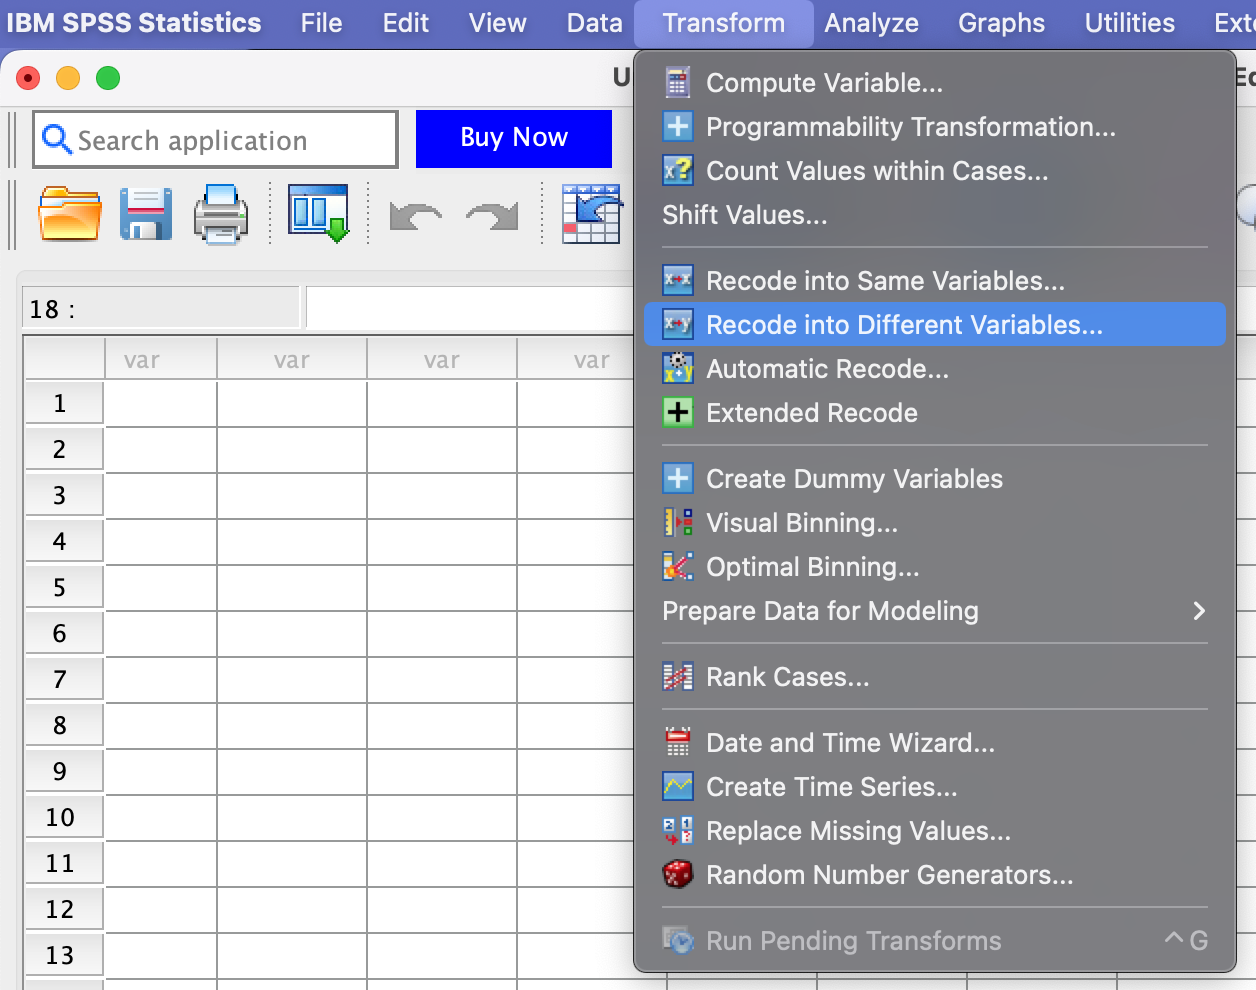 IBM SPSS Statistics File Edit View Data Transform Analyze Graphs Utilities
Search application
Buy Now
18 :
var var var var
1
2
3
4
5
6
7
8
9
10
11
12
13
Compute Variable...
Programmability Transformation...
Count Values within Cases...
Shift Values...
Recode into Same Variables...
Recode into Different Variables...
Automatic Recode...
Extended Recode
Create Dummy Variables
Visual Binning...
Optimal Binning...
Prepare Data for Modeling
Rank Cases...
Date and Time Wizard...
Create Time Series...
Replace Missing Values...
Random Number Generators...
Run Pending Transforms ^ G